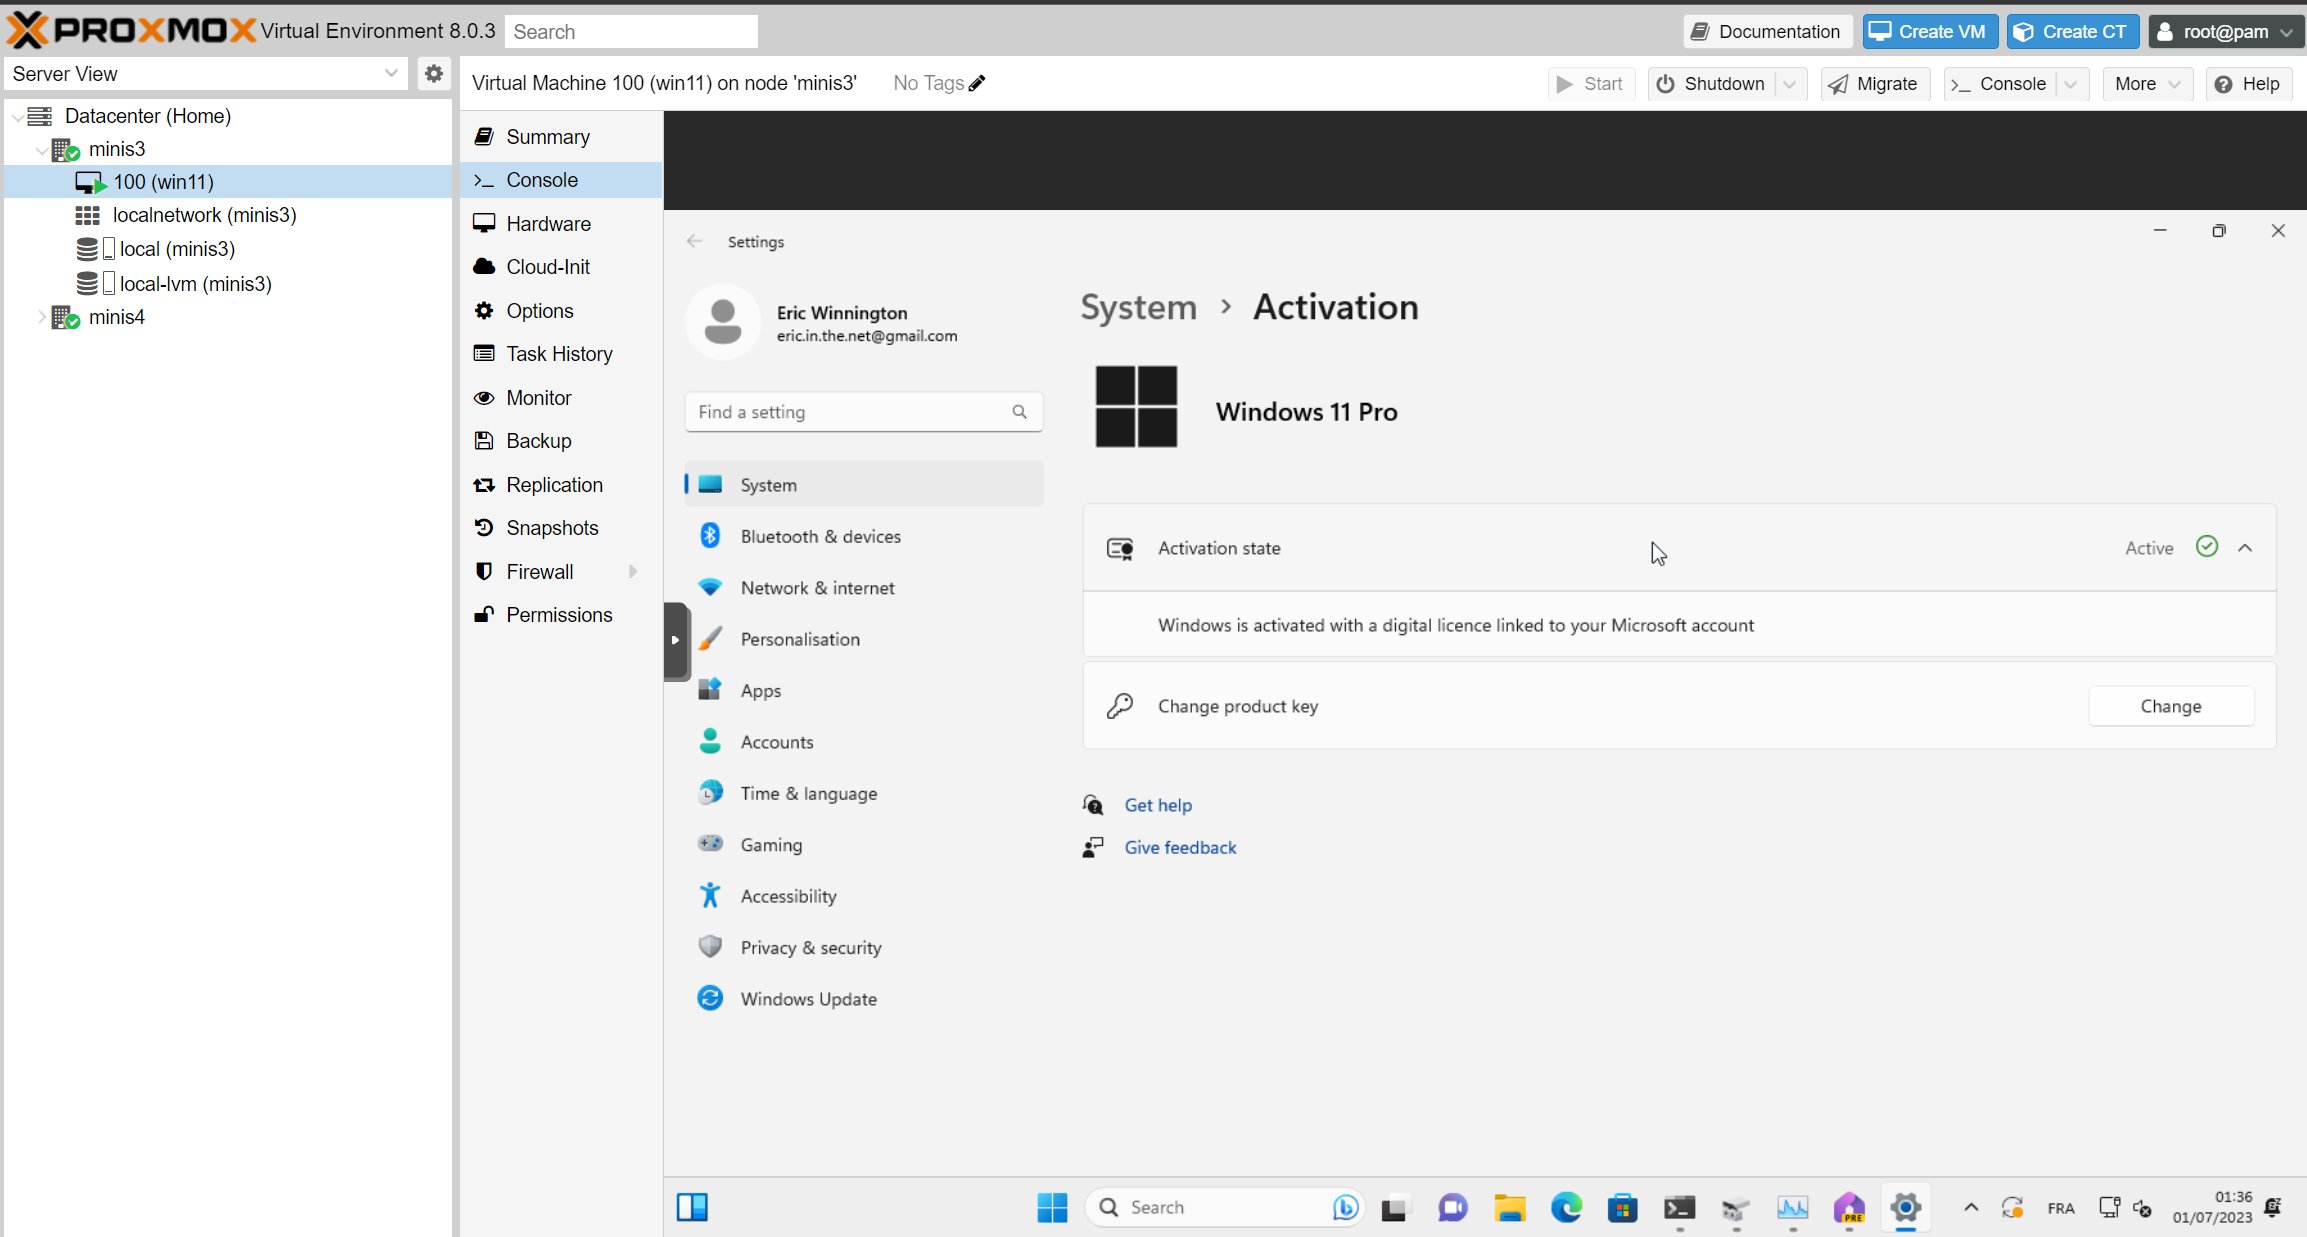 PROXMOX Virtual Environment 8.0.3 Search Documentation Create VM Create CT root@pam
Server View
Virtual Machine 100 (win11) on node 'minis3' No Tags Start Shutdown Migrate Console More Help
Datacenter (Home)
minis3
100 (win11)
localnetwork (minis3)
local (minis3)
local-lvm (minis3)
minis4
Summary
Console
Hardware
Cloud-Init
Options
Task History
Monitor
Backup
Replication
Snapshots
Firewall
Permissions
Settings
Eric Winnington
eric.in.the.net@gmail.com
Find a setting
System
Bluetooth & devices
Network & internet
Personalisation
Apps
Accounts
Time & language
Gaming
Accessibility
Privacy & security
Windows Update
System > Activation
Windows 11 Pro
Activation state Active
Windows is activated with a digital licence linked to your Microsoft account
Change product key Change
Get help
Give feedback
Search
PRE
FRA
01:36
01/07/2023